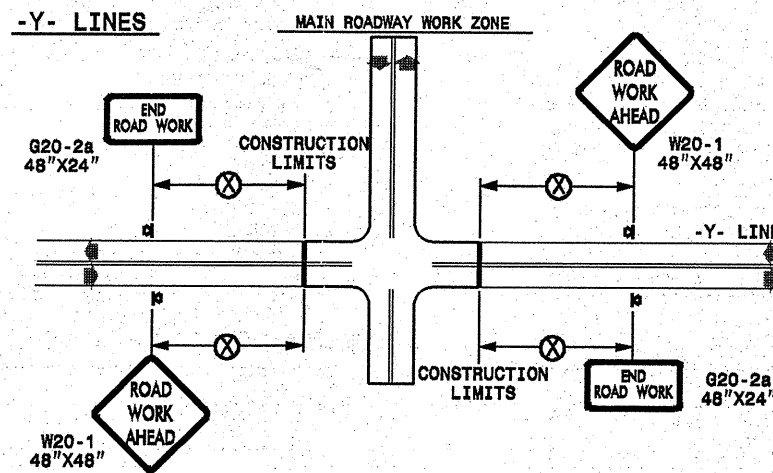 -Y- LINES
MAIN ROADWAY WORK ZONE
END
ROAD WORK
G20-2a
48"X24"
CONSTRUCTION
LIMITS
X
ROAD
WORK
AHEAD
W20-1
48"X48"
X
-Y- LINE
X
ROAD
WORK
AHEAD
W20-1
48"X48"
CONSTRUCTION
LIMITS
X
END
ROAD WORK
G20-2a
48"X24"